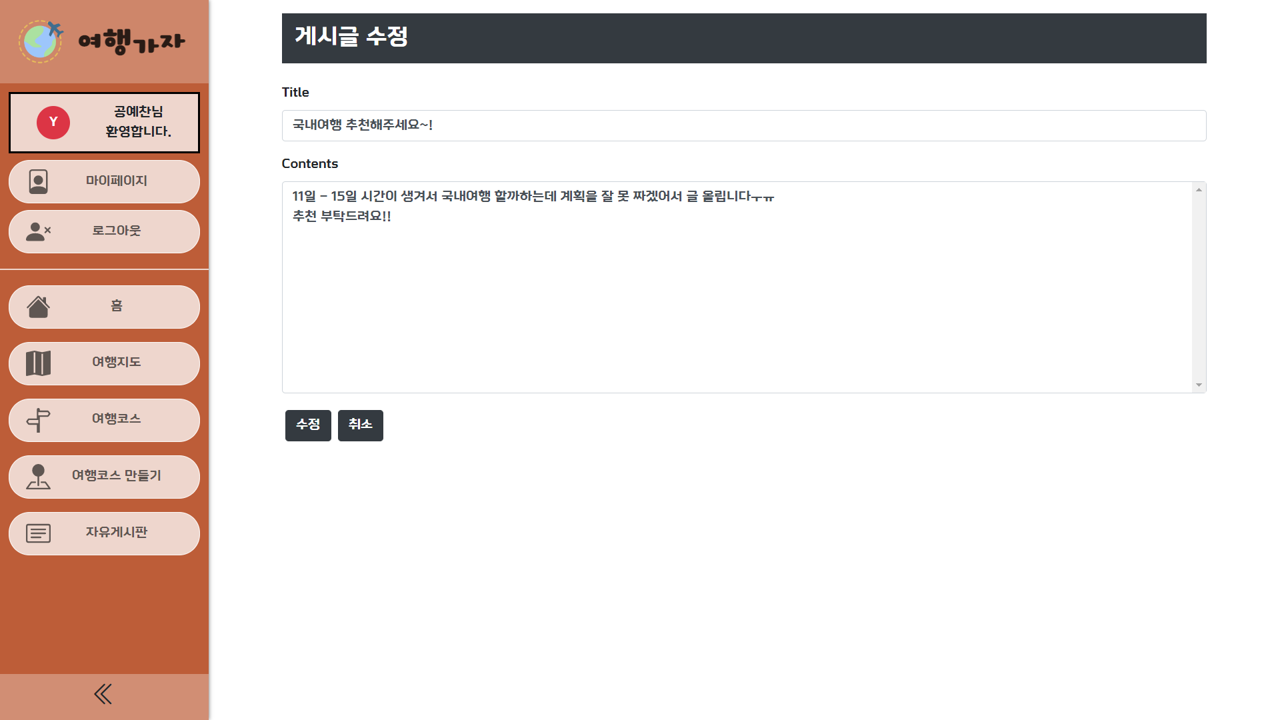 여행가자
Y
공예찬님
환영합니다.
마이페이지
로그아웃
홈
여행지도
여행코스
여행코스 만들기
자유게시판
게시글 수정
Title
국내여행 추천해주세요~!
Contents
11일 - 15일 시간이 생겨서 국내여행 할까하는데 계획을 잘 못 짜겠어서 글 올립니다ㅜㅠ
추천 부탁드려요!!
수정 취소